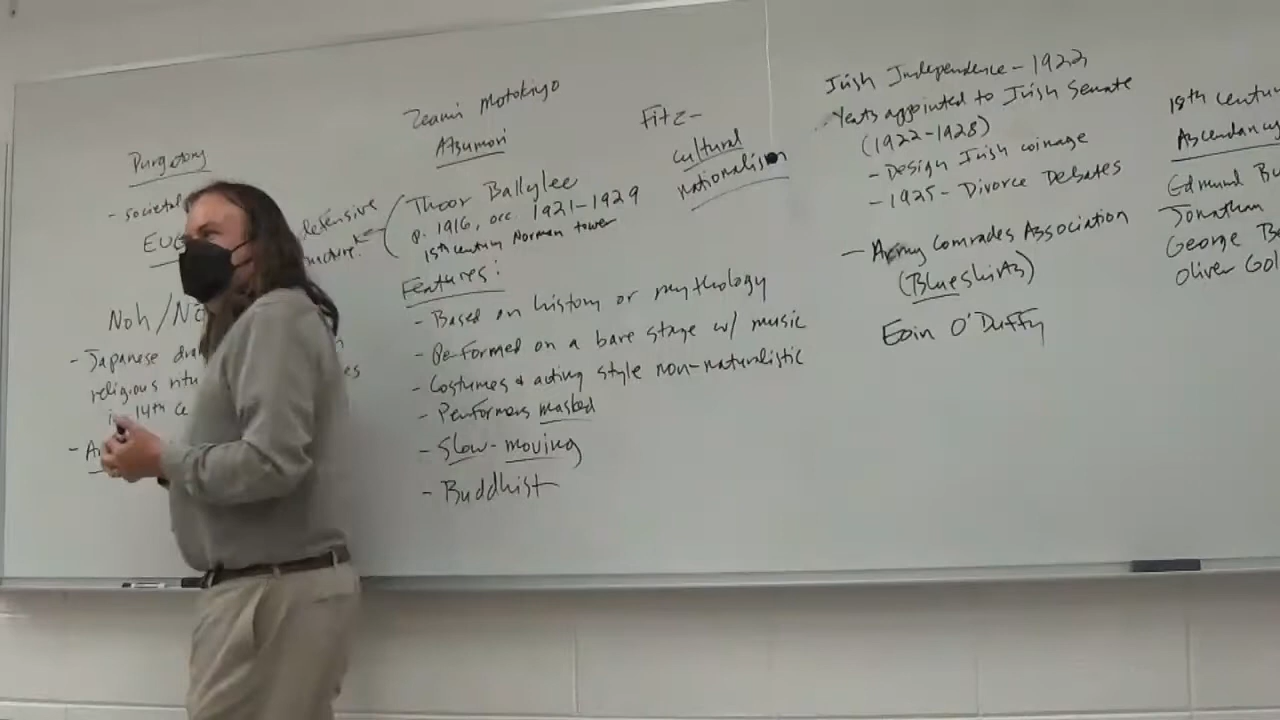 Purgatory
- societal
EUG
Noh/No
- Japanese dra
religious ritu
in 14th ce
- A
defensive
structure!
Zeami Motokiyo
Atsumori
Thoor Ballylee
p. 1916, occ. 1921-1929
15th century Norman tower
Features:
- Based on history or mythology
- Performed on a bare stage w/ music
- Costumes & acting style non-naturalistic
- Performers masked
- Slow-moving
- Buddhist
Fitz-
cultural
nationalism
Irish Independence - 1922
Yeats appointed to Irish Senate
(1922-1928)
- Design Irish coinage
- 1925 - Divorce Debates
- Army Comrades Association
(Blueshirts)
Eoin O'Duffy
18th centur
Ascendancy
Edmund Bu
Jonathan
George Be
Oliver Gol